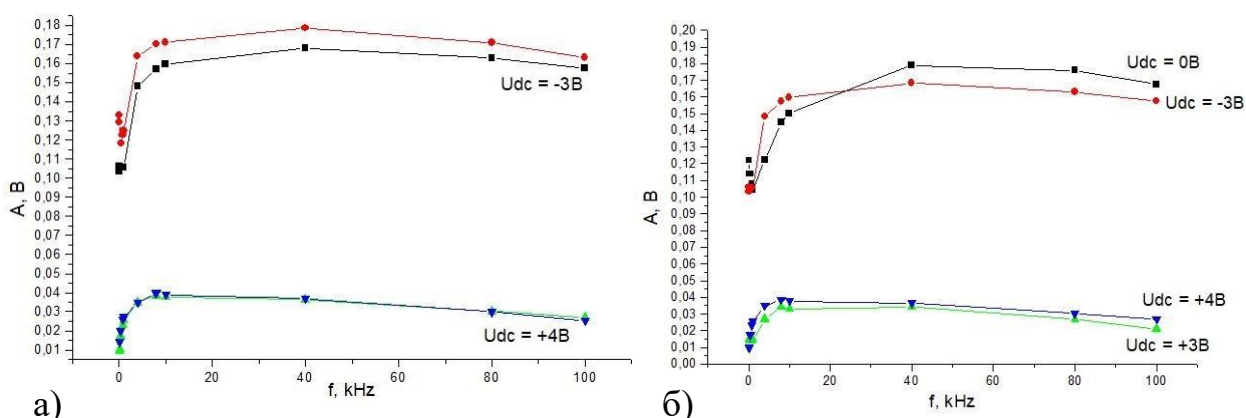 0,18
0,17
0,16
0,15
0,14
0,13
0,12
0,11
0,10
0,09
0,08
0,07
0,06
0,05
0,04
0,03
0,02
0,01
A, B
Udc = -3B
Udc = +4B
0 20 40 60 80 100
f, kHz
а)
0,20
0,19
0,18
0,17
0,16
0,15
0,14
0,13
0,12
0,11
0,10
0,09
0,08
0,07
0,06
0,05
0,04
0,03
0,02
0,01
0,00
A, B
Udc = 0B
Udc = -3B
Udc = +4B
Udc = +3B
0 20 40 60 80 100
f, kHz
б)